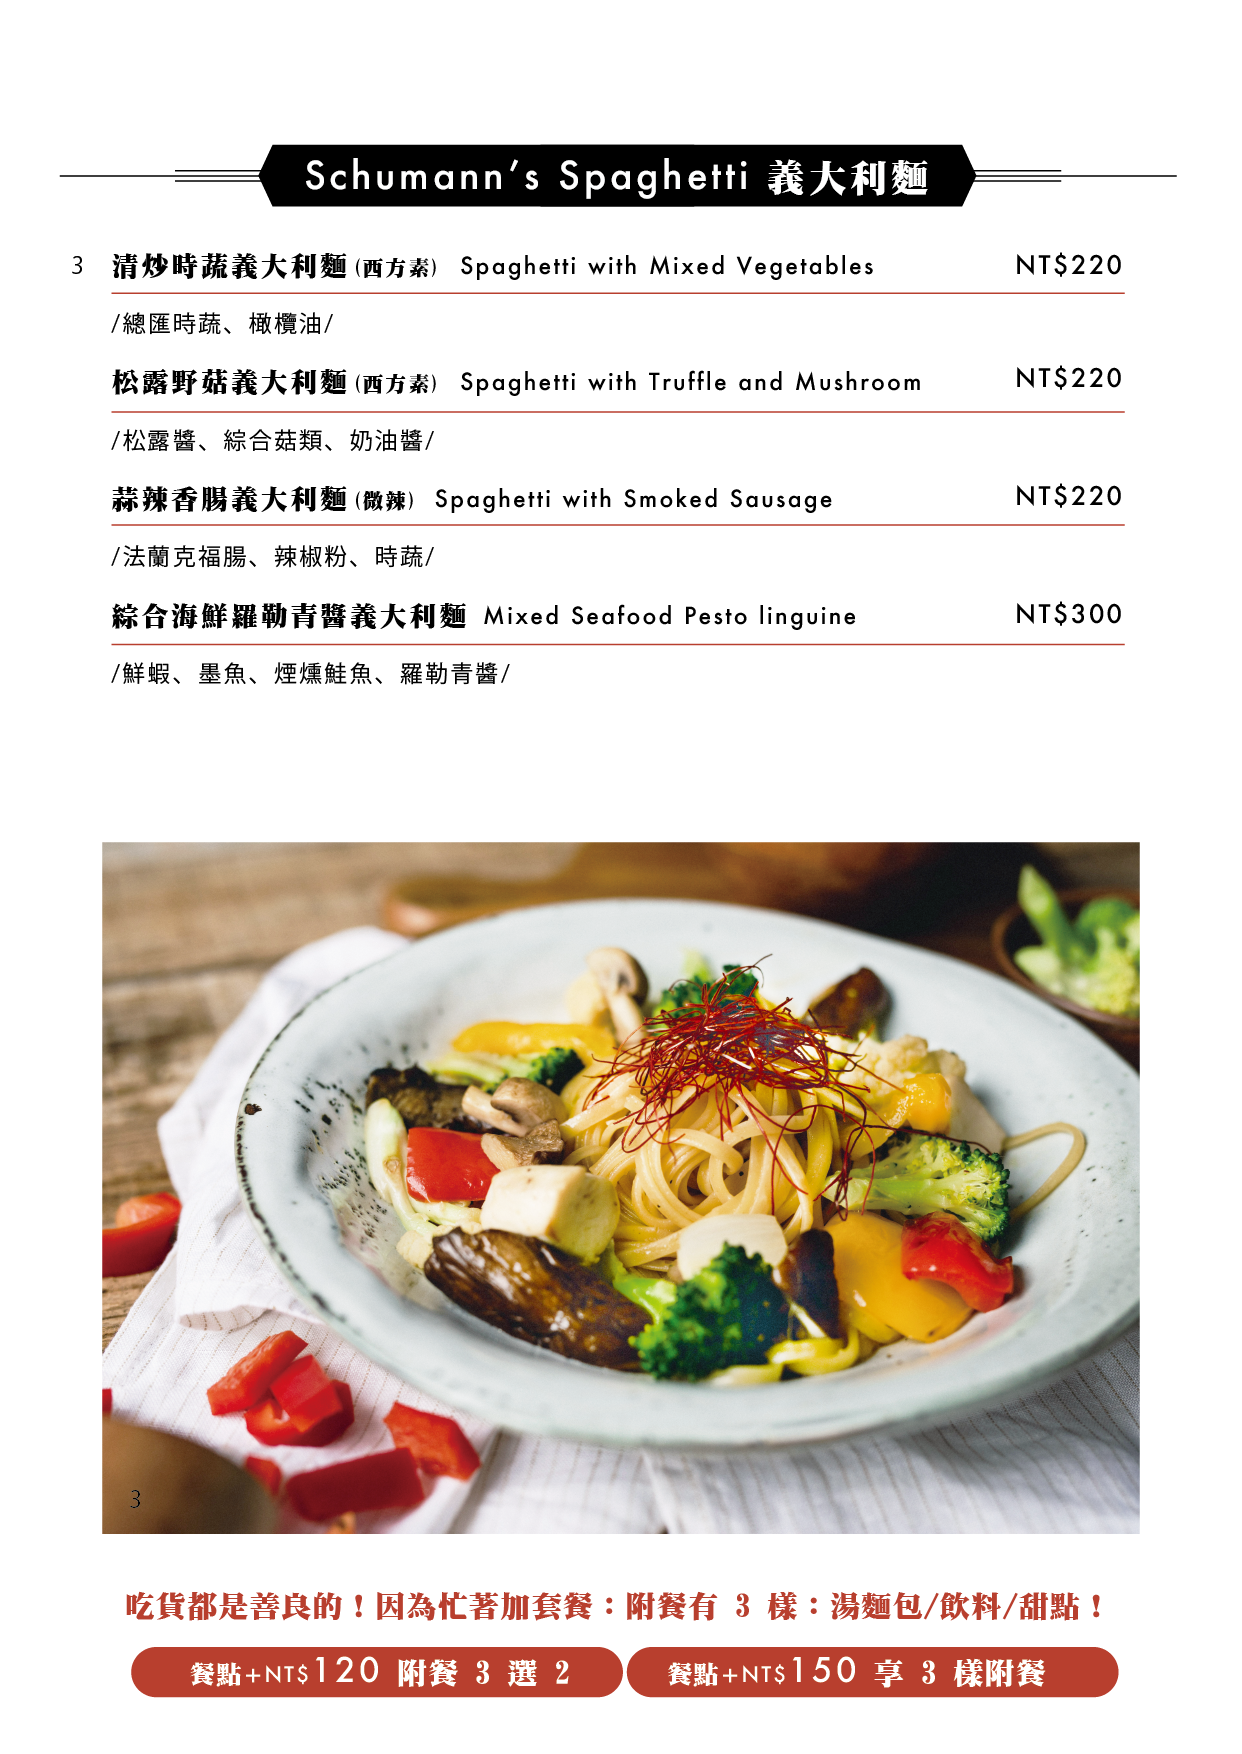 Schumann’s Spaghetti 義大利麵
3 清炒時蔬義大利麵(西方素) Spaghetti with Mixed Vegetables NT$220
/總匯時蔬、橄欖油/
松露野菇義大利麵(西方素) Spaghetti with Truffle and Mushroom NT$220
/松露醬、綜合菇類、奶油醬/
蒜辣香腸義大利麵(微辣) Spaghetti with Smoked Sausage NT$220
/法蘭克福腸、辣椒粉、時蔬/
綜合海鮮羅勒青醬義大利麵 Mixed Seafood Pesto linguine NT$300
/鮮蝦、墨魚、煙燻鮭魚、羅勒青醬/
3
吃貨都是善良的！因為忙著加套餐：附餐有 3 樣：湯麵包/飲料/甜點！
餐點+NT$120 附餐 3 選 2
餐點+NT$150 享 3 樣附餐